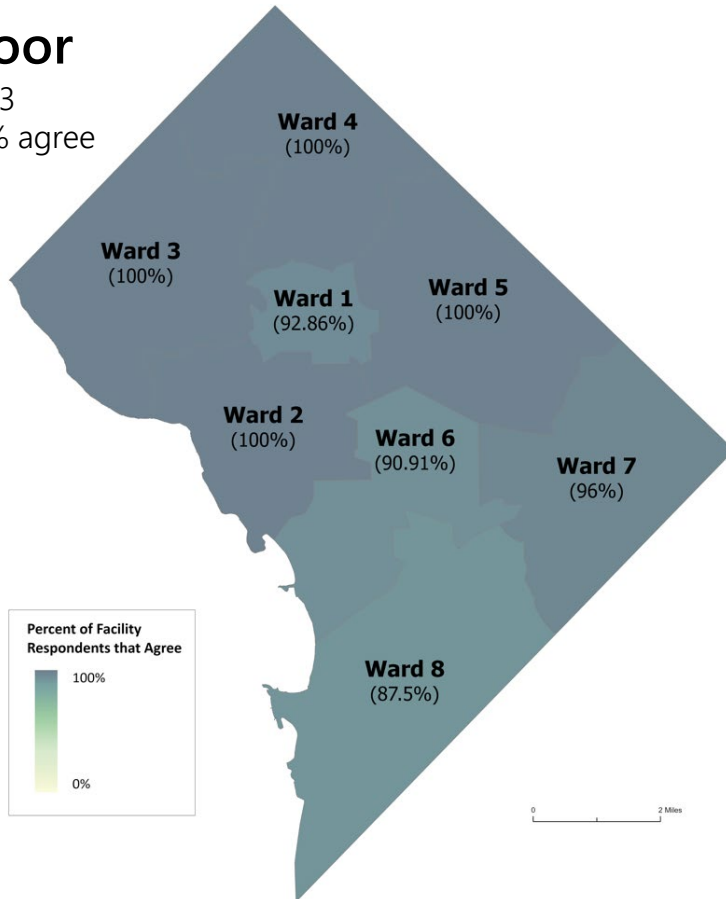 oor
3
% agree
Ward 4
(100%)
Ward 3
(100%)
Ward 1
(92.86%)
Ward 5
(100%)
Ward 2
(100%)
Ward 6
(90.91%)
Ward 7
(96%)
Ward 8
(87.5%)
Percent of Facility
Respondents that Agree
100%
0%
0 2 Miles